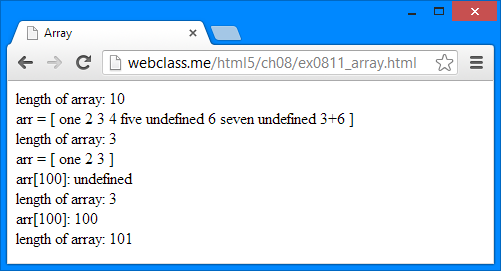 Array
webclass.me/html5/ch08/ex0811_array.html
length of array: 10
arr = [ one 2 3 4 five undefined 6 seven undefined 3+6 ]
length of array: 3
arr = [ one 2 3 ]
arr[100]: undefined
length of array: 3
arr[100]: 100
length of array: 101